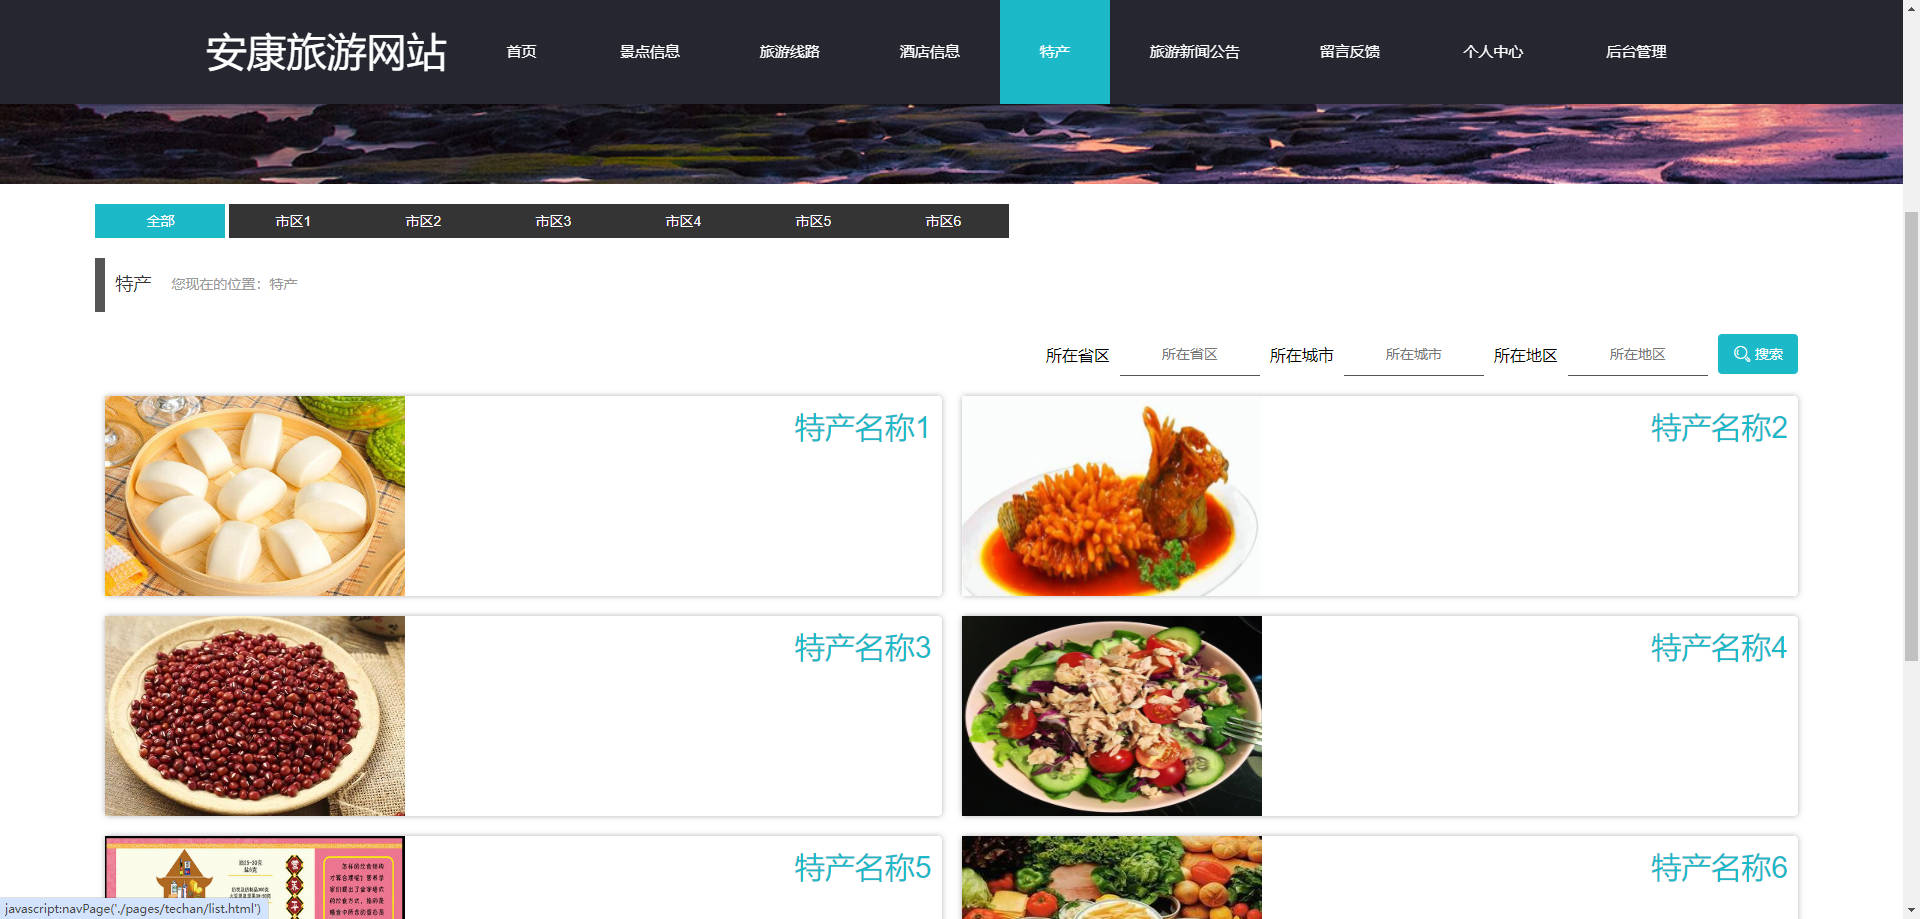 安康旅游网站
首页 景点信息 旅游线路 酒店信息 特产 旅游新闻公告 留言反馈 个人中心 后台管理
全部 市区1 市区2 市区3 市区4 市区5 市区6
特产 您现在的位置：特产
所在省区 所在省区 所在城市 所在城市 所在地区 所在地区 搜索
特产名称1
特产名称2
特产名称3
特产名称4
特产名称5
特产名称6
javascript:navPage('./pages/techan/list.html')